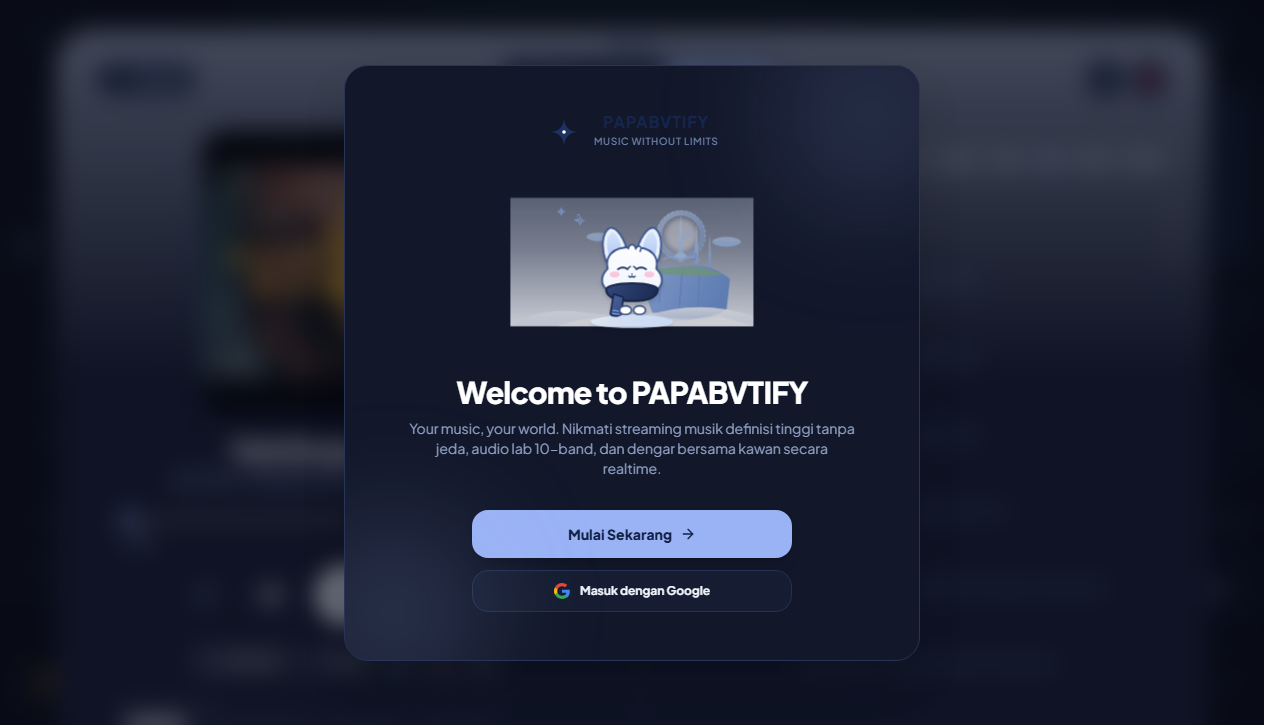 PAPABVTIFY
MUSIC WITHOUT LIMITS
Welcome to PAPABVTIFY
Your music, your world. Nikmati streaming musik definisi tinggi tanpa
jeda, audio lab 10-band, dan dengar bersama kawan secara
realtime.
Mulai Sekarang →
Masuk dengan Google